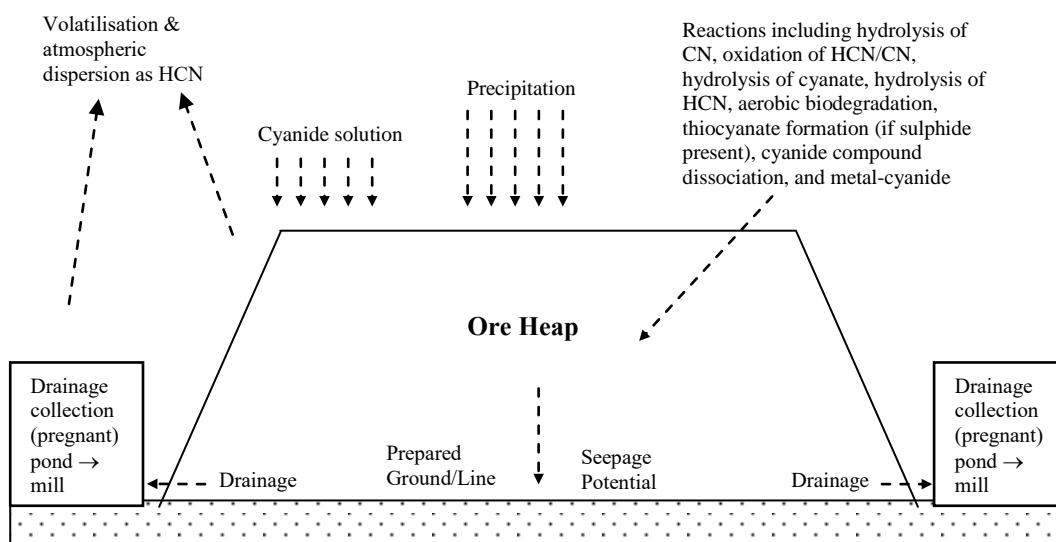 Volatilisation &
atmospheric
dispersion as HCN
Reactions including hydrolysis of
CN, oxidation of HCN/CN,
hydrolysis of cyanate, hydrolysis of
HCN, aerobic biodegradation,
thiocyanate formation (if sulphide
present), cyanide compound
dissociation, and metal-cyanide
Precipitation
Cyanide solution
Ore Heap
Drainage
collection
(pregnant)
pond →
mill
Drainage
Prepared
Ground/Line
Seepage
Potential
Drainage
Drainage
collection
(pregnant)
pond →
mill